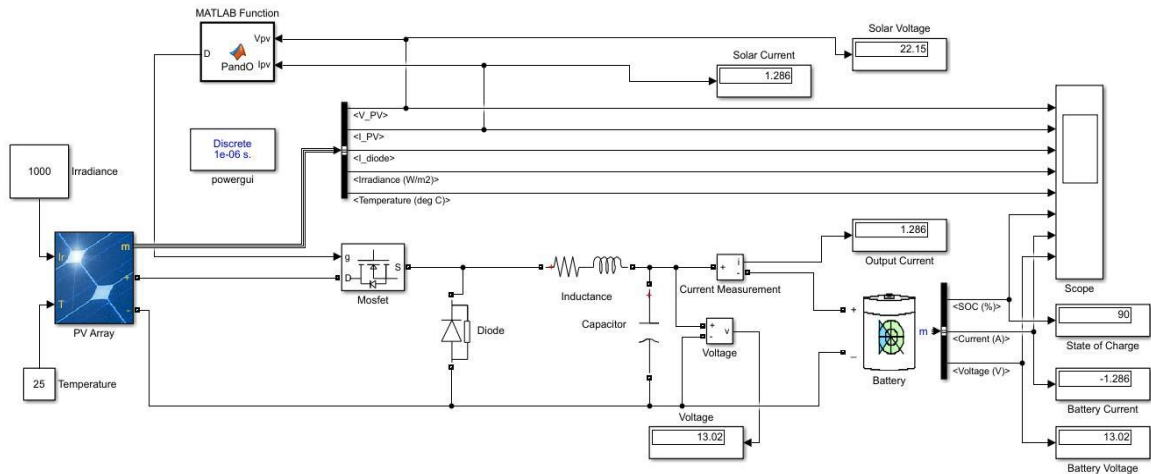 MATLAB Function
D
PandO
Vpv
Ipv
Solar Voltage
22.15
Solar Current
1.286
Discrete
1e-06 s.
powergui
<V_PV>
<I_PV>
<I_diode>
<Irradiance (W/m2)>
<Temperature (deg C)>
Scope
1000
Irradiance
Ir
m
+
T
-
PV Array
25
Temperature
g
D
S
Mosfet
Diode
+
Inductance
+
Capacitor
+
i
-
Current Measurement
1.286
Output Current
+
-
v
Voltage
Voltage
13.02
+
_
m
Battery
<SOC (%)>
<Current (A)>
<Voltage (V)>
90
State of Charge
-1.286
Battery Current
13.02
Battery Voltage